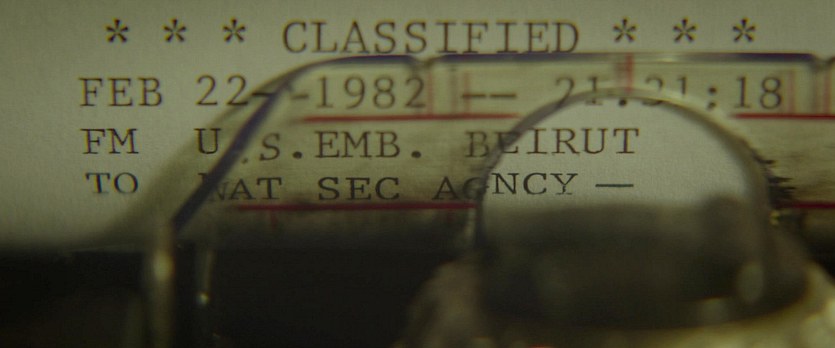 * * * CLASSIFIED * * *
FEB 22--1982 -- 21:31:18
FM U.S.EMB. BEIRUT
TO NAT SEC AGNCY —